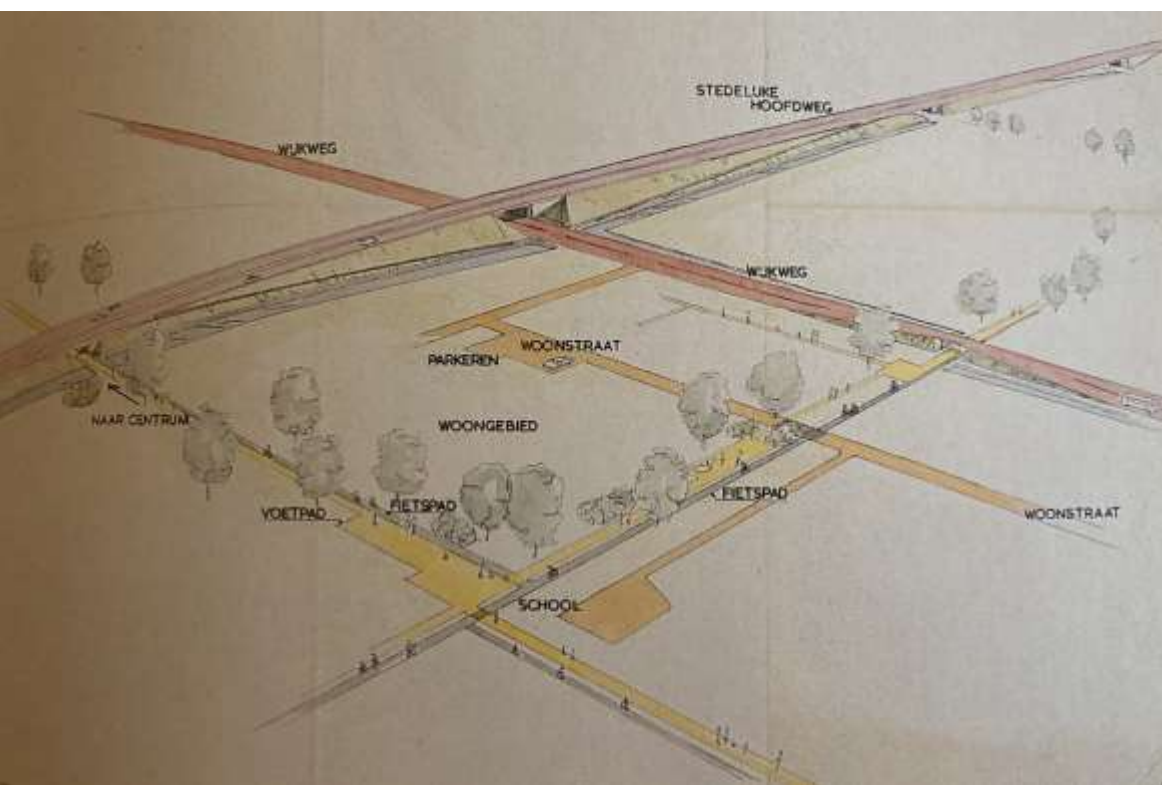 STEDELIJKE
HOOFDWEG
WIJKWEG
WIJKWEG
WOONSTRAAT
PARKEREN
NAAR CENTRUM
WOONGEBIED
FIETSPAD
FIETSPAD
VOETPAD
WOONSTRAAT
SCHOOL